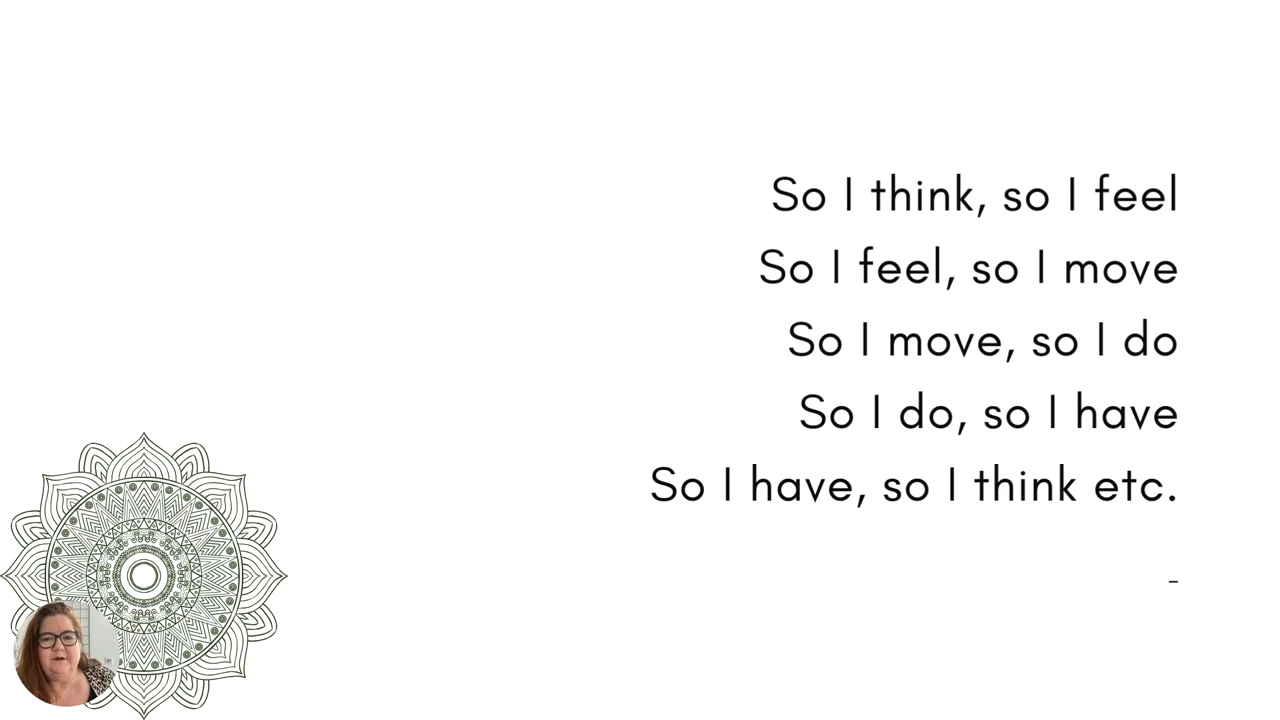 So I think, so I feel
So I feel, so I move
So I move, so I do
So I do, so I have
So I have, so I think etc.
-